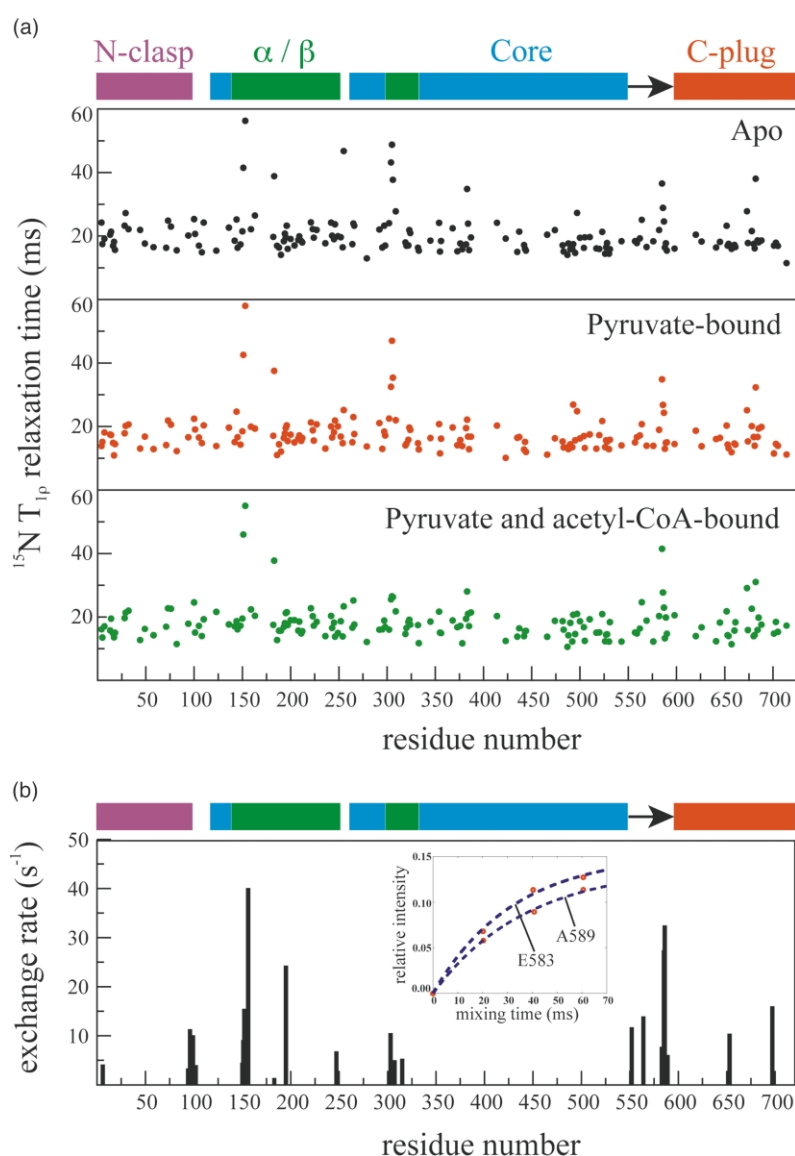 (a)
N-clasp α / β Core C-plug
60
40
20
Apo
60
40
20
Pyruvate-bound
60
40
20
Pyruvate and acetyl-CoA-bound
¹⁵N T₁ρ relaxation time (ms)
50 100 150 200 250 300 350 400 450 500 550 600 650 700
residue number
(b)
50
40
30
20
10
exchange rate (s⁻¹)
0.15
0.10
0.05
0.00
relative intensity
E583
A589
0 10 20 30 40 50 60 70
mixing time (ms)
50 100 150 200 250 300 350 400 450 500 550 600 650 700
residue number